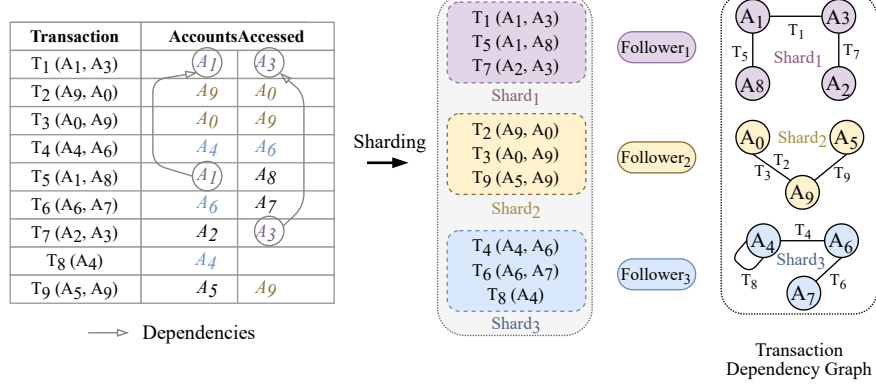 Transaction AccountsAccessed
T1 (A1, A3) A1 A3
T2 (A9, A0) A9 A0
T3 (A0, A9) A0 A9
T4 (A4, A6) A4 A6
T5 (A1, A8) A1 A8
T6 (A6, A7) A6 A7
T7 (A2, A3) A2 A3
T8 (A4) A4
T9 (A5, A9) A5 A9
Dependencies
Sharding
T1 (A1, A3)
T5 (A1, A8)
T7 (A2, A3)
Shard1
T2 (A9, A0)
T3 (A0, A9)
T9 (A5, A9)
Shard2
T4 (A4, A6)
T6 (A6, A7)
T8 (A4)
Shard3
Follower1
Follower2
Follower3
A1 A3
T1
T5 Shard1 T7
A8 A2
A0 Shard2 A5
T2
T3 T9
A9
A4 T4 A6
Shard3
T8 T6
A7
Transaction
Dependency Graph